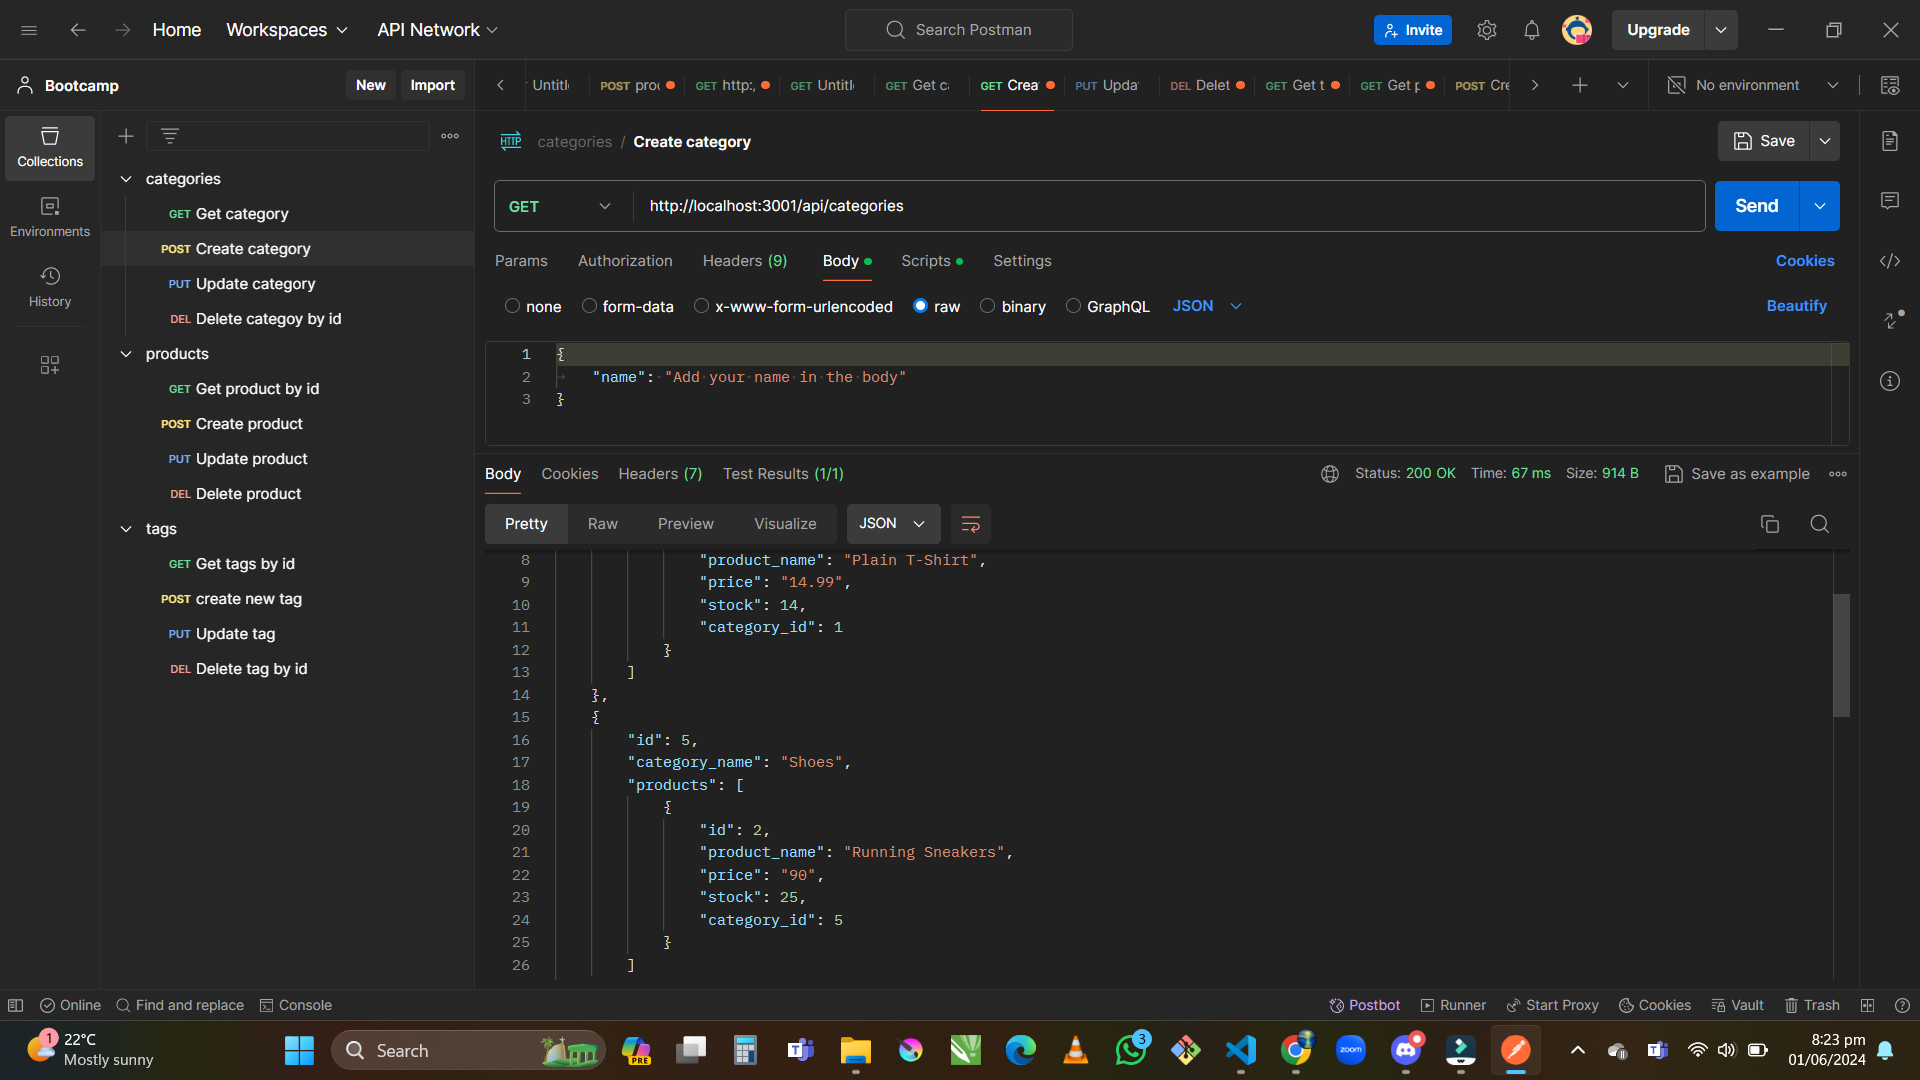 Home
Workspaces
API Network
Search Postman
Invite
Upgrade
Bootcamp
New
Import
Untitl
POST proc
GET http:,
GET Untitl
GET Get ca
GET Crea
PUT Upda
DEL Delet
GET Get t
GET Get p
POST Cre
No environment
Collections
Environments
History
categories
GET Get category
POST Create category
PUT Update category
DEL Delete categoy by id
products
GET Get product by id
POST Create product
PUT Update product
DEL Delete product
tags
GET Get tags by id
POST create new tag
PUT Update tag
DEL Delete tag by id
HTTP categories / Create category
Save
GET http://localhost:3001/api/categories
Send
Params Authorization Headers (9) Body Scripts Settings Cookies
none form-data x-www-form-urlencoded raw binary GraphQL JSON Beautify
1 {
2 "name": "Add your name in the body"
3 }
Body Cookies Headers (7) Test Results (1/1) Status: 200 OK Time: 67 ms Size: 914 B Save as example
Pretty Raw Preview Visualize JSON
8 "product_name": "Plain T-Shirt",
9 "price": "14.99",
10 "stock": 14,
11 "category_id": 1
12 }
13 ]
14 },
15 {
16 "id": 5,
17 "category_name": "Shoes",
18 "products": [
19 {
20 "id": 2,
21 "product_name": "Running Sneakers",
22 "price": "90",
23 "stock": 25,
24 "category_id": 5
25 }
26 ]
Online Find and replace Console Postbot Runner Start Proxy Cookies Vault Trash
1
22°C
Mostly sunny
Search
PRE
3
zoom
8:23 pm
01/06/2024